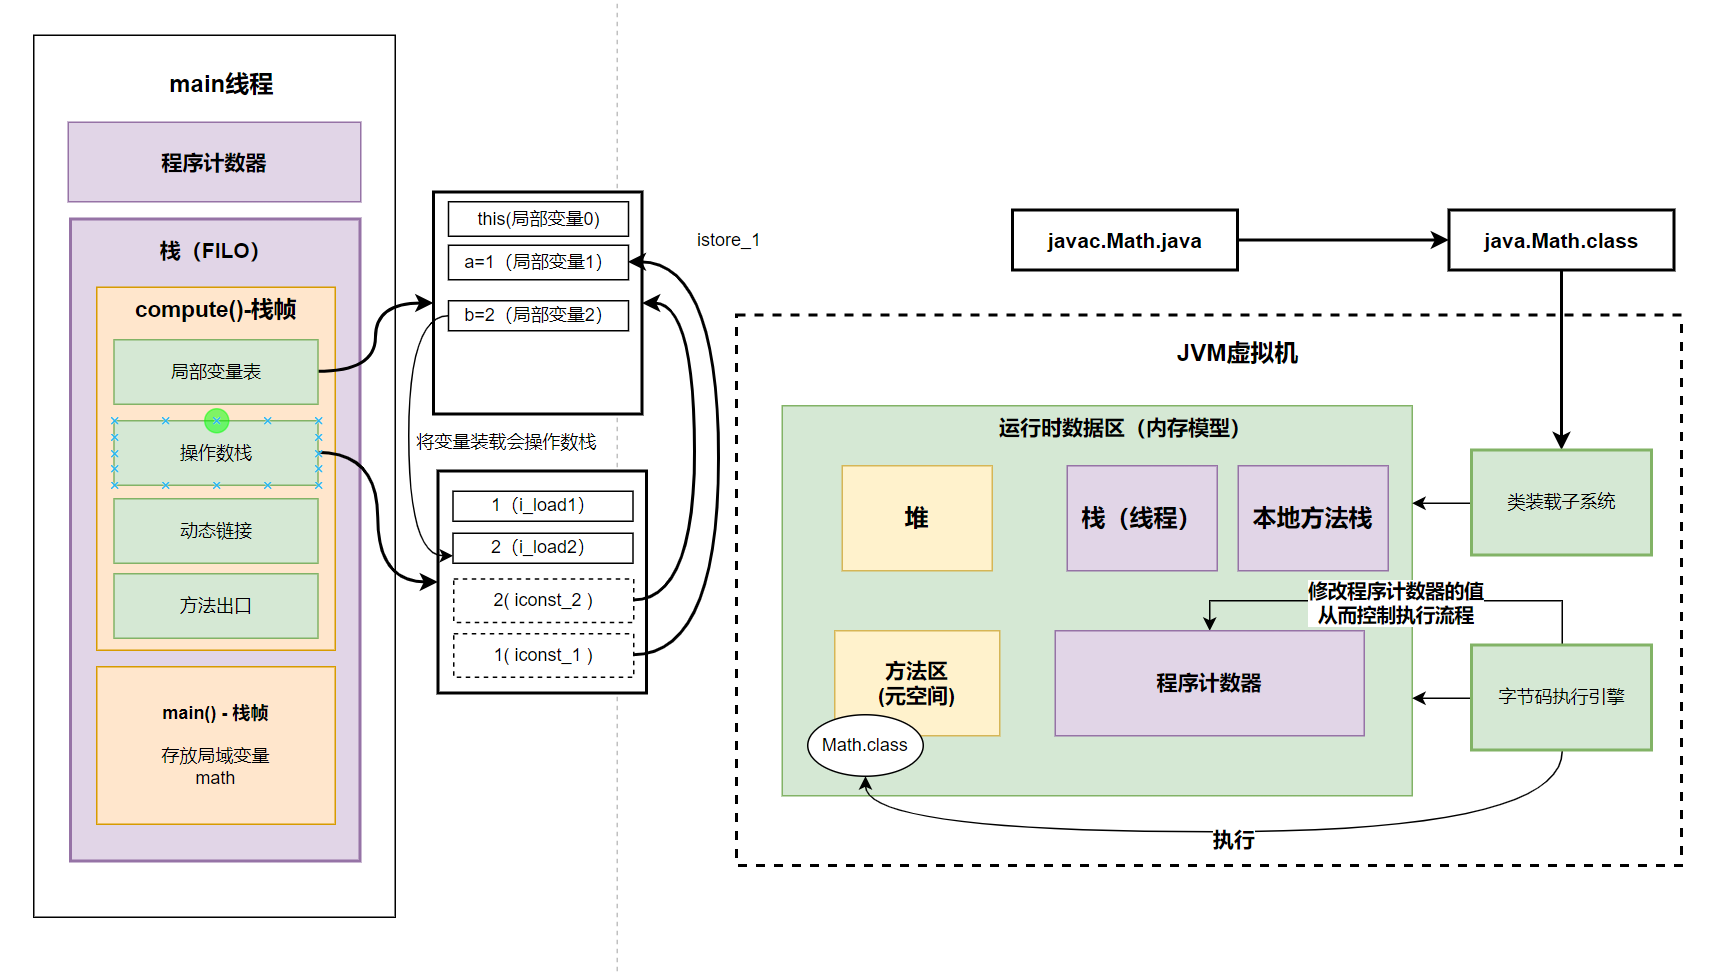 main线程
程序计数器
栈（FILO）
compute()-栈帧
局部变量表
操作数栈
动态链接
方法出口
main() - 栈帧
存放局域变量
math
this(局部变量0)
a=1（局部变量1）
b=2（局部变量2）
istore_1
将变量装载会操作数栈
1（i_load1）
2（i_load2）
2( iconst_2 )
1( iconst_1 )
javac.Math.java
java.Math.class
JVM虚拟机
运行时数据区（内存模型）
堆
栈（线程）
本地方法栈
类装载子系统
修改程序计数器的值
从而控制执行流程
方法区
(元空间)
程序计数器
字节码执行引擎
Math.class
执行